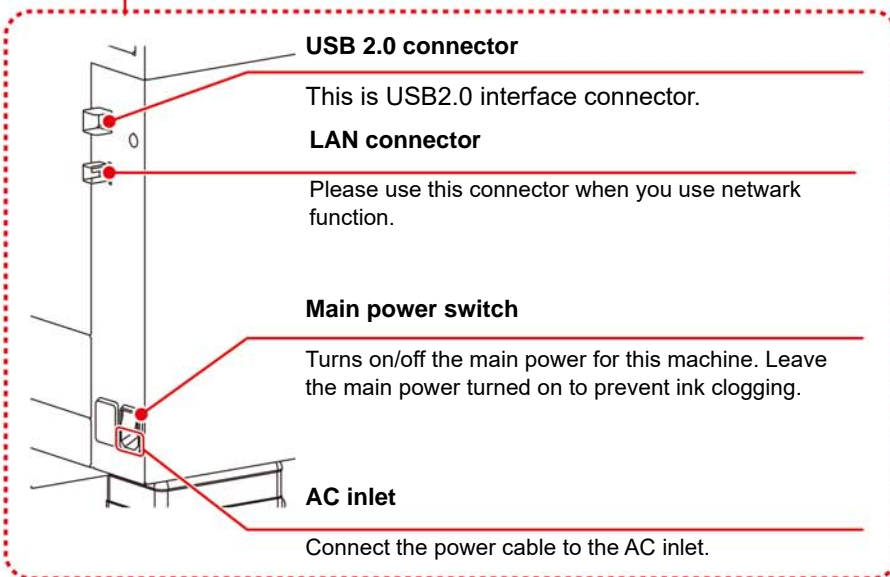 USB 2.0 connector
This is USB2.0 interface connector.
LAN connector
Please use this connector when you use netwark
function.
Main power switch
Turns on/off the main power for this machine. Leave
the main power turned on to prevent ink clogging.
AC inlet
Connect the power cable to the AC inlet.